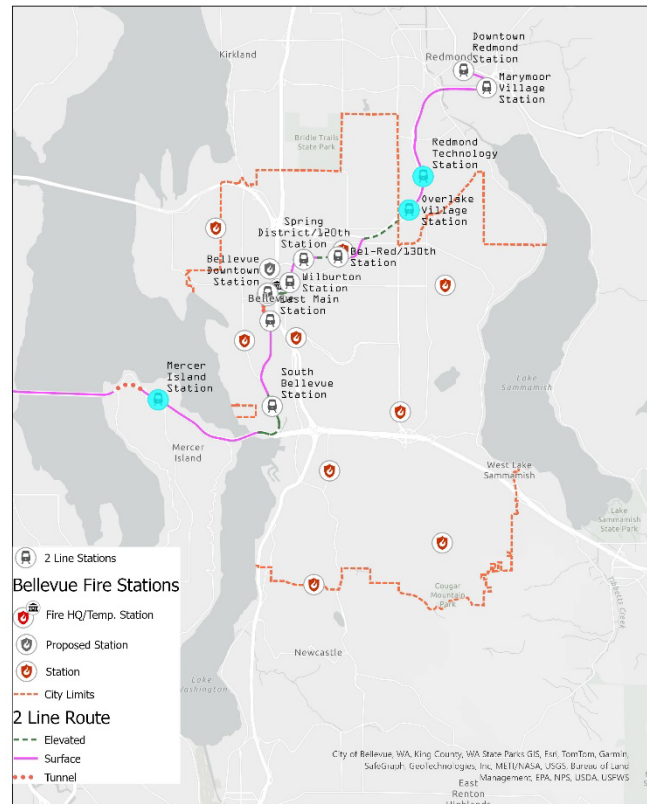 Kirkland
Downtown
Redmond
Station
Redmond
Marymoor
Village
Station
Bridle Trails
State Park
Redmond
Technology
Station
Overlake
Village
Station
Spring
District/120th
Station
Bel-Red/130th
Station
Bellevue
Downtown
Station
Wilburton
Station
Bellevue
East Main
Station
South
Bellevue
Station
Mercer
Island
Station
Mercer
Island
Lake
Sammamish
West Lake
Sammamish
Lake
Sammamish
State Park
Cougar
Mountain
Park
Tibbetts Creek
Newcastle
Lake
Washington
2 Line Stations
Bellevue Fire Stations
Fire HQ/Temp. Station
Proposed Station
Station
City Limits
2 Line Route
Elevated
Surface
Tunnel
City of Bellevue, WA, King County, WA State Parks GIS, Esri, TomTom, Garmin,
SafeGraph, GeoTechnologies, Inc, METI/NASA, USGS, Bureau of Land
Management, EPA, NPS, USDA, USFWS
East
Renton
Highlands